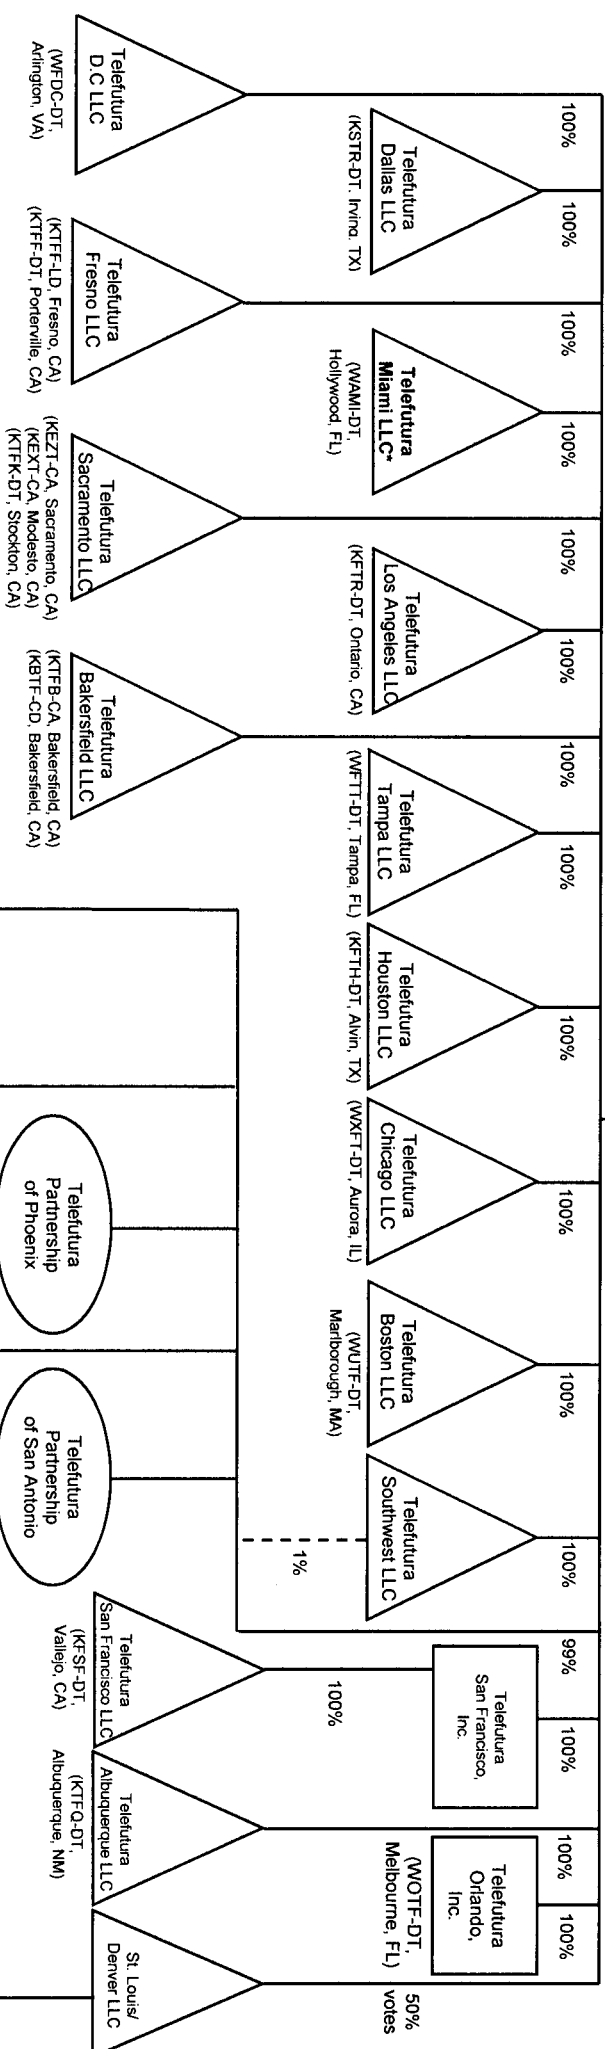 100%
100%
100%
100%
100%
100%
100%
100%
100%
100%
100%
100%
99%
100%
100%
100%
50%
votes
Telefutura
Dallas LLC
(KSTR-DT, Irving, TX)
Telefutura
Miami LLC*
(WAMI-DT,
Hollywood, FL)
Telefutura
Los Angeles LLC
(KFTR-DT, Ontario, CA)
Telefutura
Tampa LLC
(WFTT-DT, Tampa, FL)
Telefutura
Houston LLC
(KFTH-DT, Alvin, TX)
Telefutura
Chicago LLC
(WXFT-DT, Aurora, IL)
Telefutura
Boston LLC
(WUTF-DT,
Marlborough, MA)
Telefutura
Southwest LLC
1%
Telefutura
San Francisco,
Inc.
100%
Telefutura
Orlando,
Inc.
(WOTF-DT,
Melbourne, FL)
Telefutura
D.C LLC
(WFDC-DT,
Arlington, VA)
Telefutura
Fresno LLC
(KTFF-LD, Fresno, CA)
(KTFF-DT, Porterville, CA)
Telefutura
Sacramento LLC
(KEZT-CA, Sacramento, CA)
(KEXT-CA, Modesto, CA)
(KTFK-DT, Stockton, CA)
Telefutura
Bakersfield LLC
(KTFB-CA, Bakersfield, CA)
(KBTF-CD, Bakersfield, CA)
Telefutura
Partnership
of Phoenix
Telefutura
Partnership
of San Antonio
Telefutura
San Francisco LLC
(KFSF-DT,
Vallejo, CA)
Telefutura
Albuquerque LLC
(KTFQ-DT,
Albuquerque, NM)
St. Louis/
Denver LLC